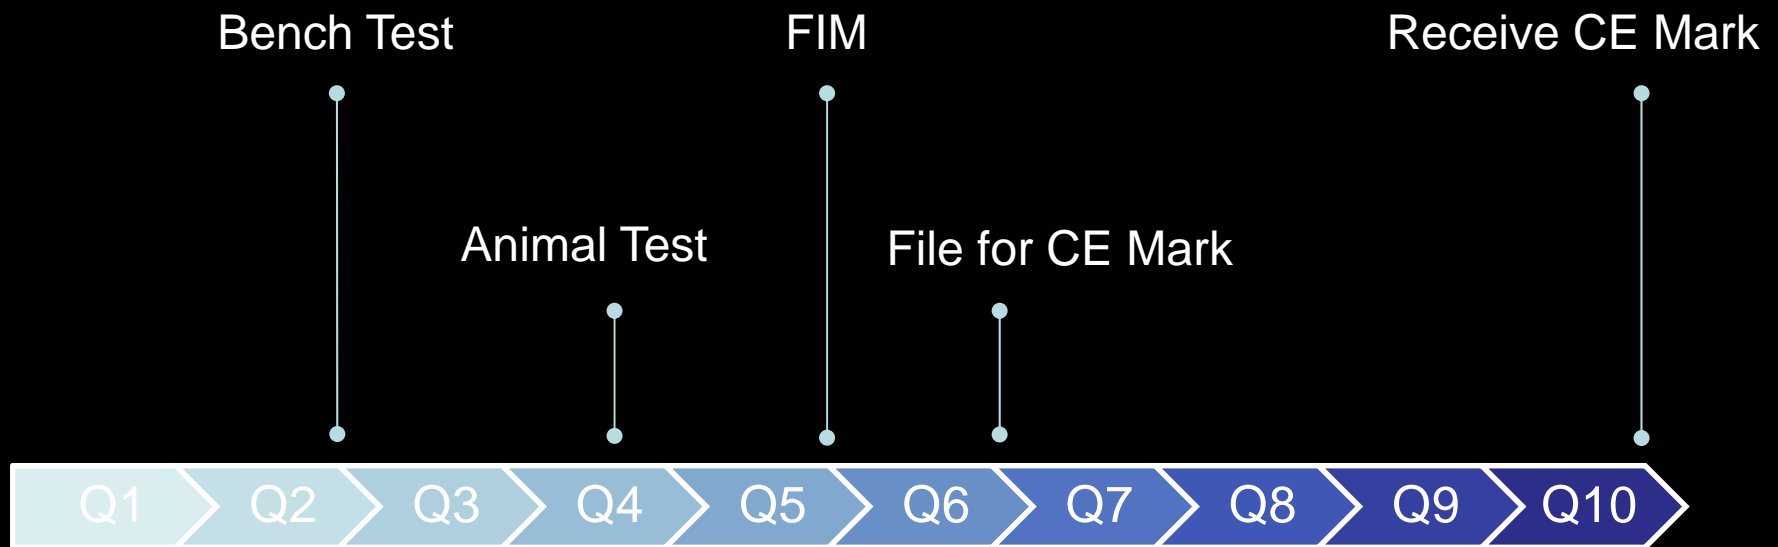 Bench Test
FIM
Receive CE Mark
Animal Test
File for CE Mark
Q1
Q2
Q3
Q4
Q5
Q6
Q7
Q8
Q9
Q10